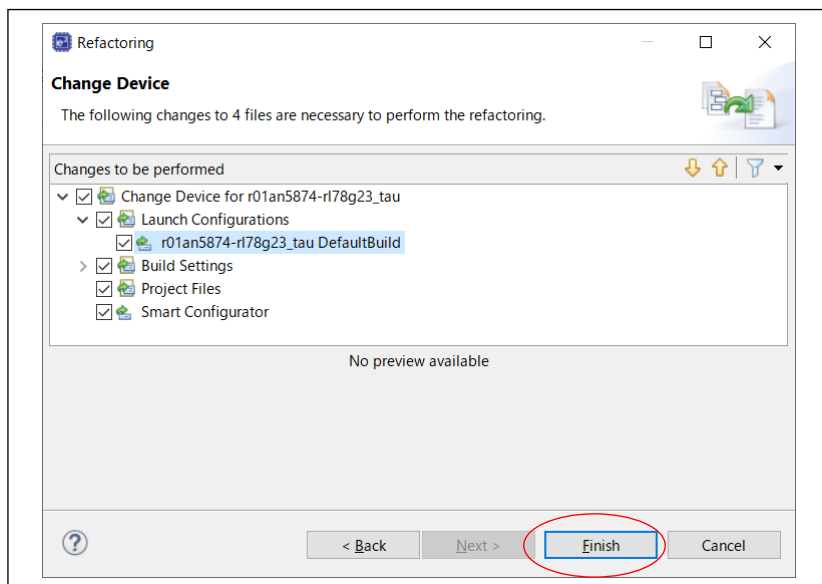 Refactoring
Change Device
The following changes to 4 files are necessary to perform the refactoring.
Changes to be performed
Change Device for r01an5874-rl78g23_tau
Launch Configurations
r01an5874-rl78g23_tau DefaultBuild
Build Settings
Project Files
Smart Configurator
No preview available
? < Back Next > Finish Cancel